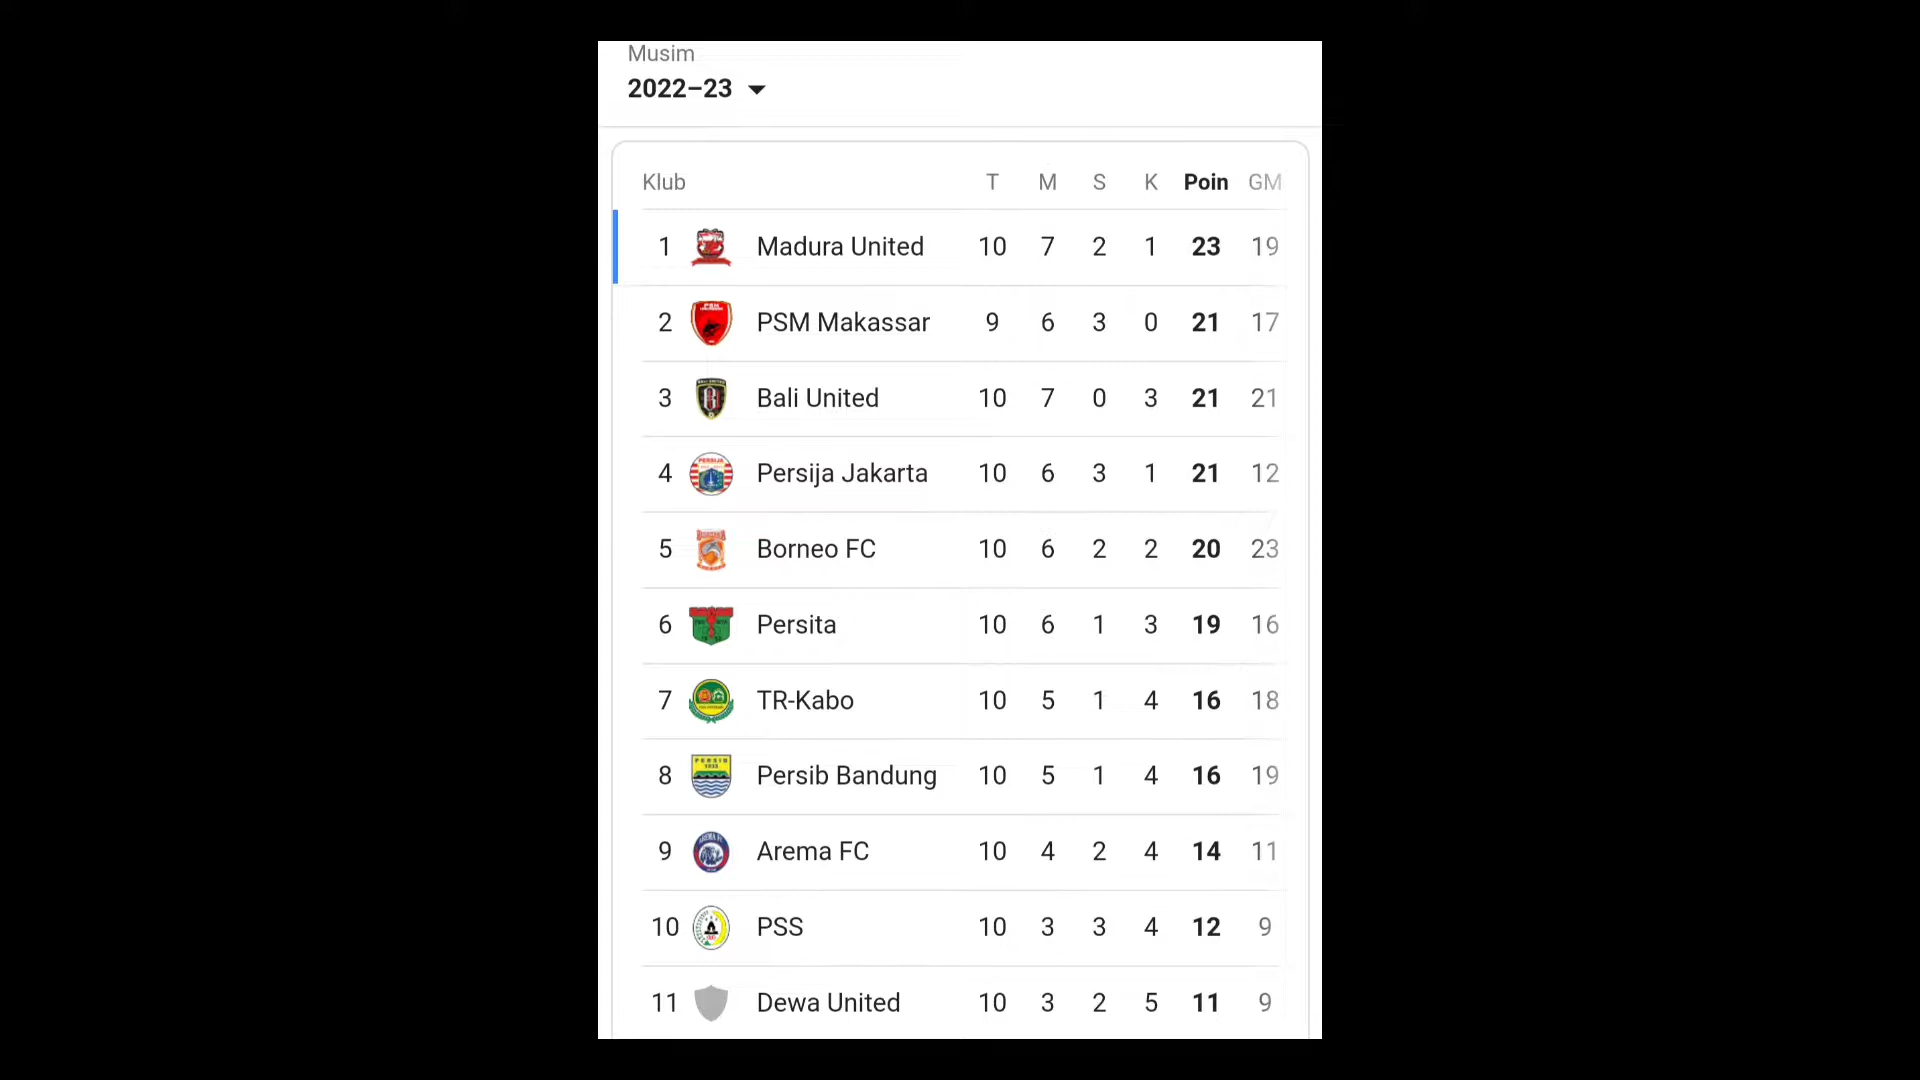 Musim
2022–23
Klub T M S K Poin GM
1 Madura United 10 7 2 1 23 19
2 PSM Makassar 9 6 3 0 21 17
3 Bali United 10 7 0 3 21 21
4 Persija Jakarta 10 6 3 1 21 12
5 Borneo FC 10 6 2 2 20 23
6 Persita 10 6 1 3 19 16
7 TR-Kabo 10 5 1 4 16 18
8 Persib Bandung 10 5 1 4 16 19
9 Arema FC 10 4 2 4 14 11
10 PSS 10 3 3 4 12 9
11 Dewa United 10 3 2 5 11 9